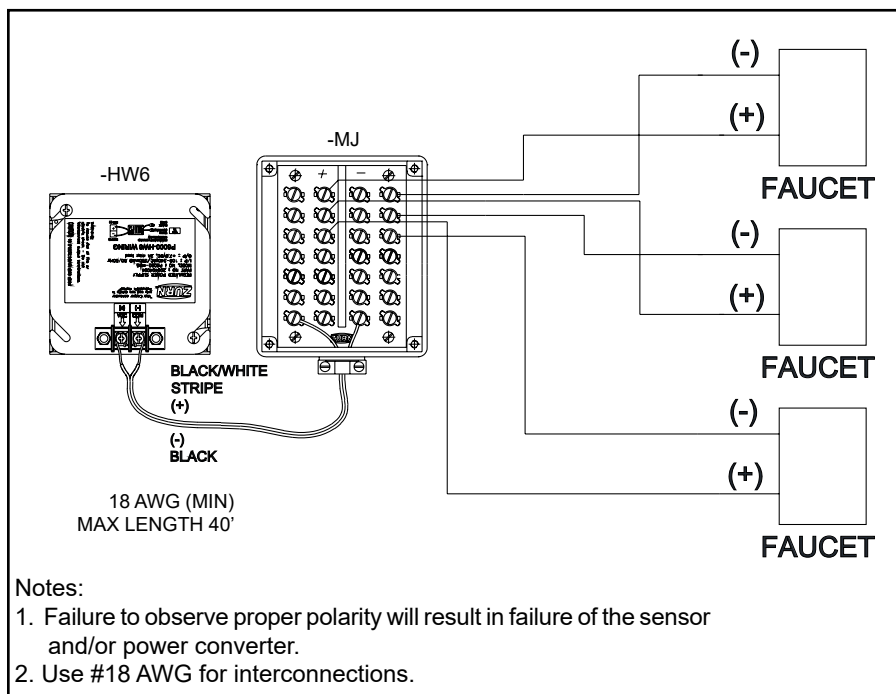 (-)
(+)
FAUCET
-MJ
-HW6
+ −
ZURN
(-)
(+)
FAUCET
BLACK/WHITE
STRIPE
(+)
(-)
BLACK
(-)
(+)
FAUCET
18 AWG (MIN)
MAX LENGTH 40’
Notes:
1. Failure to observe proper polarity will result in failure of the sensor
and/or power converter.
2. Use #18 AWG for interconnections.